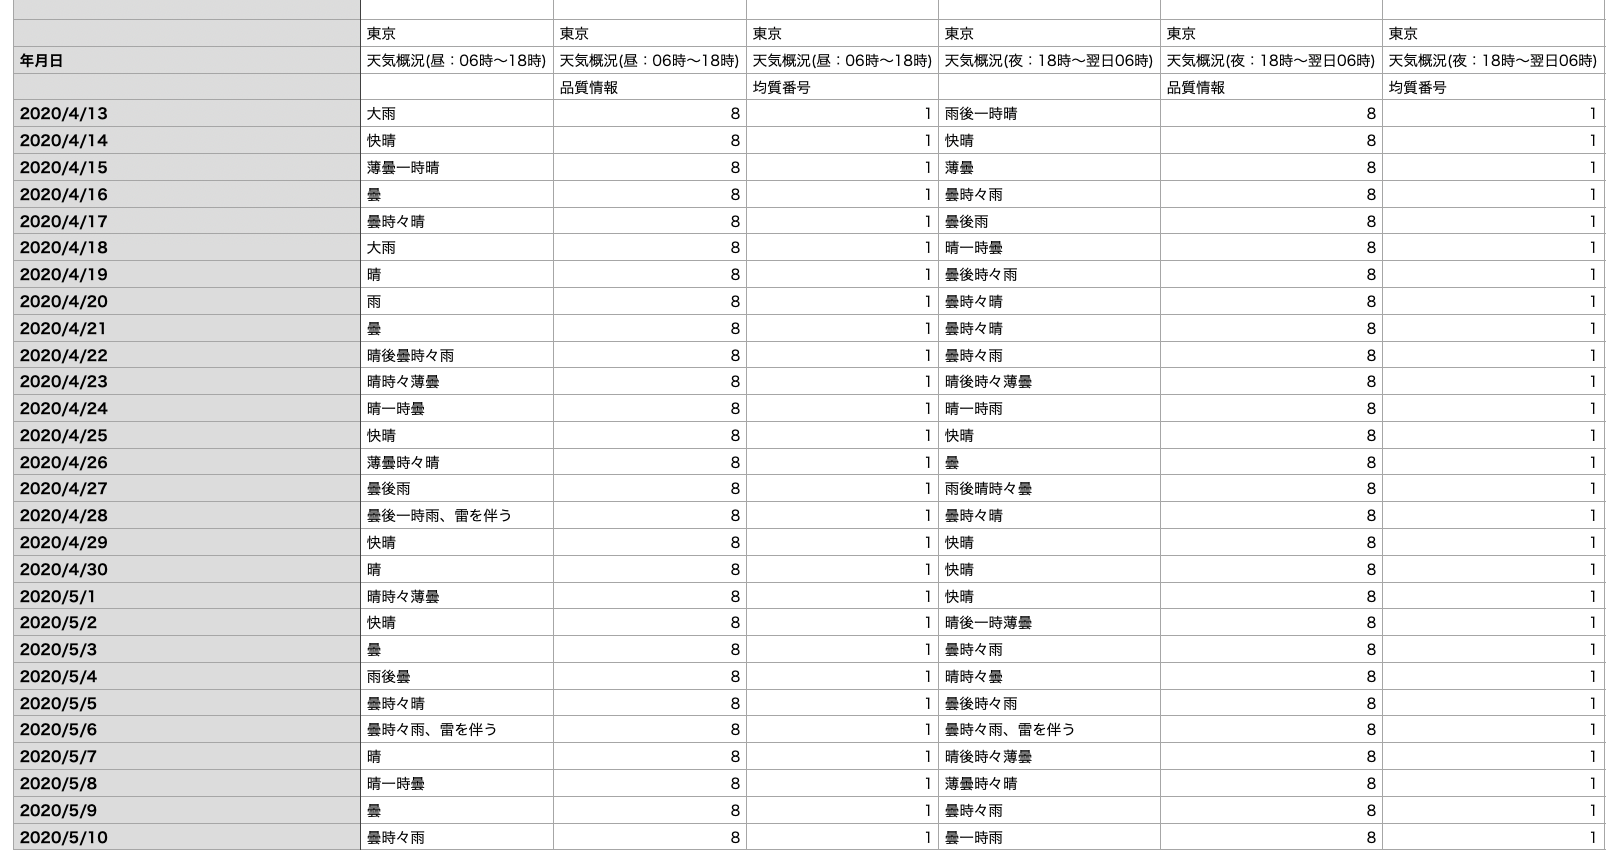 東京 東京 東京 東京 東京 東京
年月日 天気概況(昼：06時〜18時) 天気概況(昼：06時〜18時) 天気概況(昼：06時〜18時) 天気概況(夜：18時〜翌日06時) 天気概況(夜：18時〜翌日06時) 天気概況(夜：18時〜翌日06時)
品質情報 均質番号 品質情報 均質番号
2020/4/13 大雨 8 1 雨後一時晴 8 1
2020/4/14 快晴 8 1 快晴 8 1
2020/4/15 薄曇一時晴 8 1 薄曇 8 1
2020/4/16 曇 8 1 曇時々雨 8 1
2020/4/17 曇時々晴 8 1 曇後雨 8 1
2020/4/18 大雨 8 1 晴一時曇 8 1
2020/4/19 晴 8 1 曇後時々雨 8 1
2020/4/20 雨 8 1 曇時々晴 8 1
2020/4/21 曇 8 1 曇時々晴 8 1
2020/4/22 晴後曇時々雨 8 1 曇時々雨 8 1
2020/4/23 晴時々薄曇 8 1 晴後時々薄曇 8 1
2020/4/24 晴一時曇 8 1 晴一時雨 8 1
2020/4/25 快晴 8 1 快晴 8 1
2020/4/26 薄曇時々晴 8 1 曇 8 1
2020/4/27 曇後雨 8 1 雨後晴時々曇 8 1
2020/4/28 曇後一時雨、雷を伴う 8 1 曇時々晴 8 1
2020/4/29 快晴 8 1 快晴 8 1
2020/4/30 晴 8 1 快晴 8 1
2020/5/1 晴時々薄曇 8 1 快晴 8 1
2020/5/2 快晴 8 1 晴後一時薄曇 8 1
2020/5/3 曇 8 1 曇時々雨 8 1
2020/5/4 雨後曇 8 1 晴時々曇 8 1
2020/5/5 曇時々晴 8 1 曇後時々雨 8 1
2020/5/6 曇時々雨、雷を伴う 8 1 曇時々雨、雷を伴う 8 1
2020/5/7 晴 8 1 晴後時々薄曇 8 1
2020/5/8 晴一時曇 8 1 薄曇時々晴 8 1
2020/5/9 曇 8 1 曇時々雨 8 1
2020/5/10 曇時々雨 8 1 曇一時雨 8 1